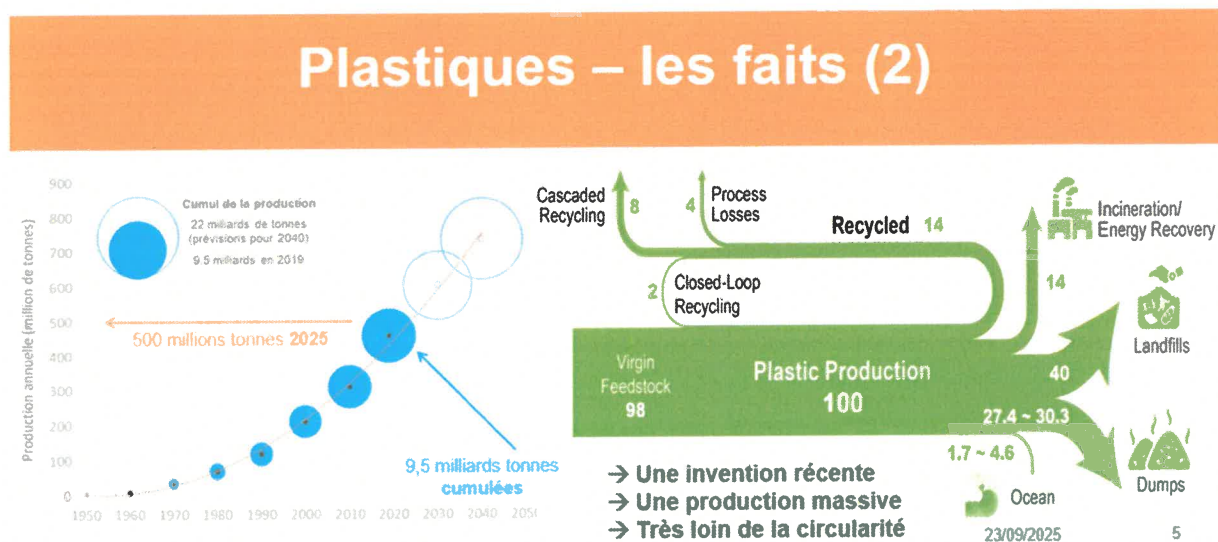 Plastiques – les faits (2)
Production annuelle (million de tonnes)
900
800
700
600
500
400
300
200
100
0
1950 1960 1970 1980 1990 2000 2010 2020 2030 2040
Cumul de la production
22 milliards de tonnes
(prévisions pour 2040)
9.5 milliards en 2019
500 millions tonnes 2025
9,5 milliards tonnes
cumulées
Cascaded
Recycling
8
4
Process
Losses
Recycled 14
2
Closed-Loop
Recycling
14
Incineration/
Energy Recovery
Landfills
Virgin
Feedstock
98
Plastic Production
100
40
27.4 ~ 30.3
1.7 ~ 4.6
Ocean
Dumps
→ Une invention récente
→ Une production massive
→ Très loin de la circularité
23/09/2025
5